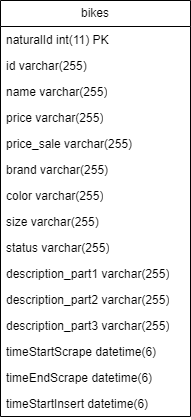 bikes
naturalId int(11) PK
id varchar(255)
name varchar(255)
price varchar(255)
price_sale varchar(255)
brand varchar(255)
color varchar(255)
size varchar(255)
status varchar(255)
description_part1 varchar(255)
description_part2 varchar(255)
description_part3 varchar(255)
timeStartScrape datetime(6)
timeEndScrape datetime(6)
timeStartInsert datetime(6)